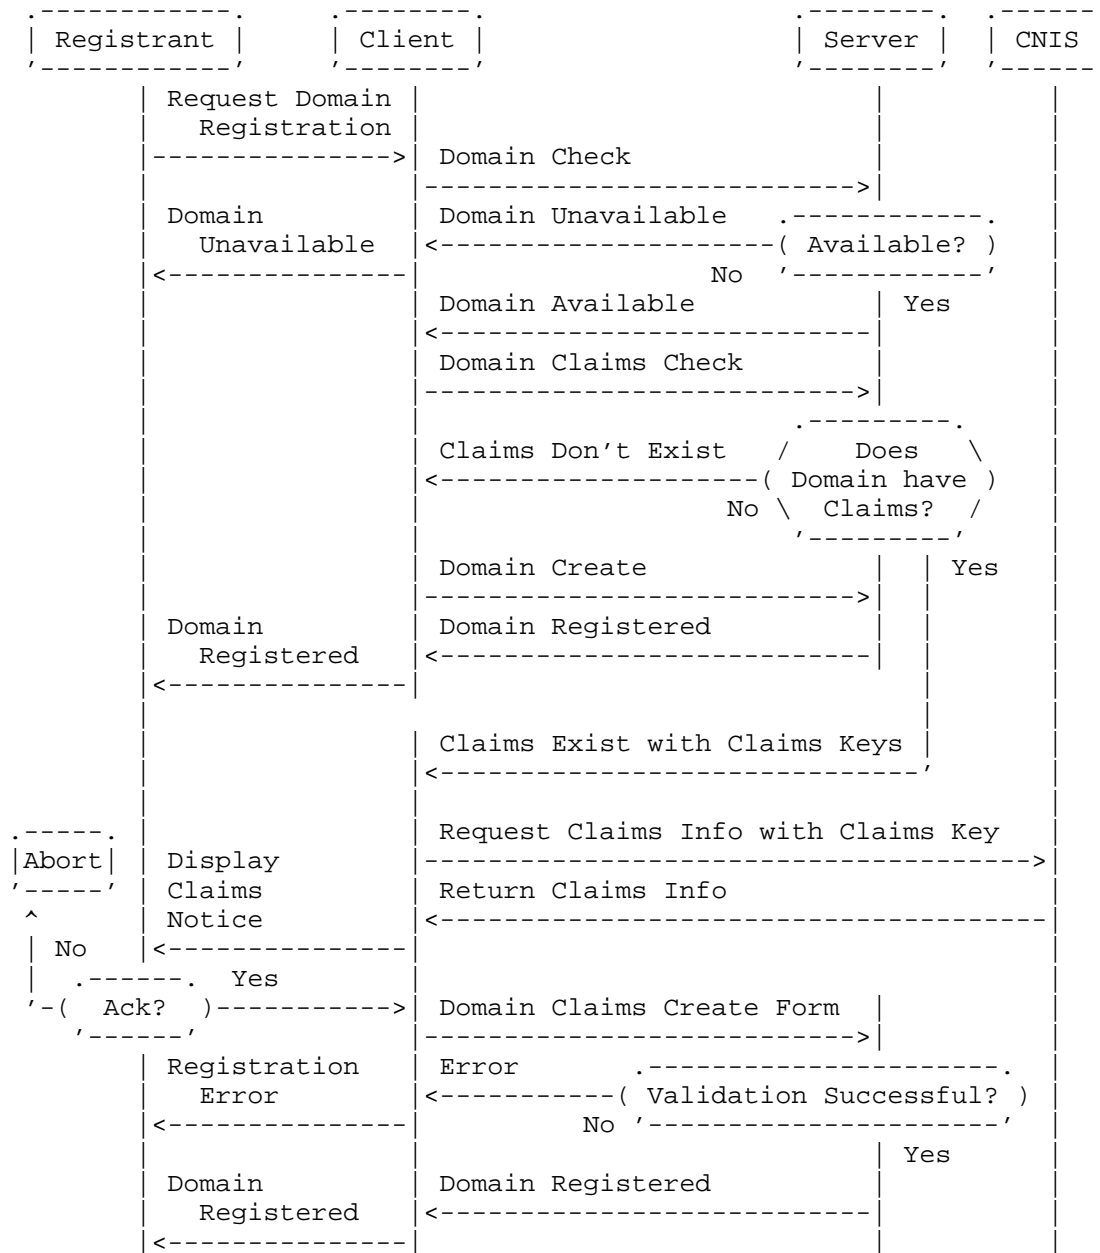 Registrant Client Server CNIS
Request Domain
Registration
Domain Check
Domain Domain Unavailable
Unavailable Available?
No
Domain Available Yes
Domain Claims Check
Claims Don't Exist Does
Domain have
No Claims?
Domain Create Yes
Domain Domain Registered
Registered
Claims Exist with Claims Keys
Request Claims Info with Claims Key
Abort Display
Claims Return Claims Info
Notice
No
Yes
Ack? Domain Claims Create Form
Registration Error
Error Validation Successful?
No
Yes
Domain Domain Registered
Registered